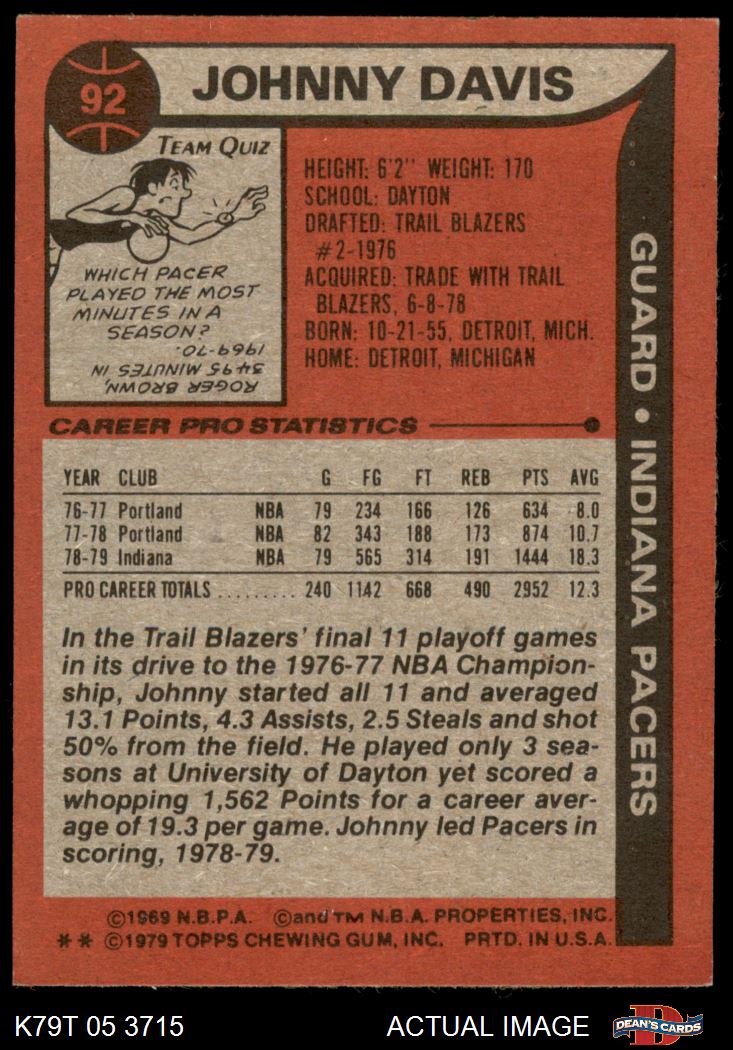 92
JOHNNY DAVIS
TEAM QUIZ
WHICH PACER
PLAYED THE MOST
MINUTES IN A
SEASON?
ROGER BROWN,
3495 MINUTES IN
1969-70.
HEIGHT: 6'2" WEIGHT: 170
SCHOOL: DAYTON
DRAFTED: TRAIL BLAZERS
#2-1976
ACQUIRED: TRADE WITH TRAIL
BLAZERS, 6-8-78
BORN: 10-21-55, DETROIT, MICH.
HOME: DETROIT, MICHIGAN
GUARD • INDIANA PACERS
CAREER PRO STATISTICS
YEAR CLUB G FG FT REB PTS AVG
76-77 Portland NBA 79 234 166 126 634 8.0
77-78 Portland NBA 82 343 188 173 874 10.7
78-79 Indiana NBA 79 565 314 191 1444 18.3
PRO CAREER TOTALS ......... 240 1142 668 490 2952 12.3
In the Trail Blazers' final 11 playoff games
in its drive to the 1976-77 NBA Champion-
ship, Johnny started all 11 and averaged
13.1 Points, 4.3 Assists, 2.5 Steals and shot
50% from the field. He played only 3 sea-
sons at University of Dayton yet scored a
whopping 1,562 Points for a career aver-
age of 19.3 per game. Johnny led Pacers in
scoring, 1978-79.
©1969 N.B.P.A. ©and TM N.B.A. PROPERTIES, INC.
** ©1979 TOPPS CHEWING GUM, INC. PRTD. IN U.S.A.
K79T 05 3715
ACTUAL IMAGE
D
DEAN'S CARDS